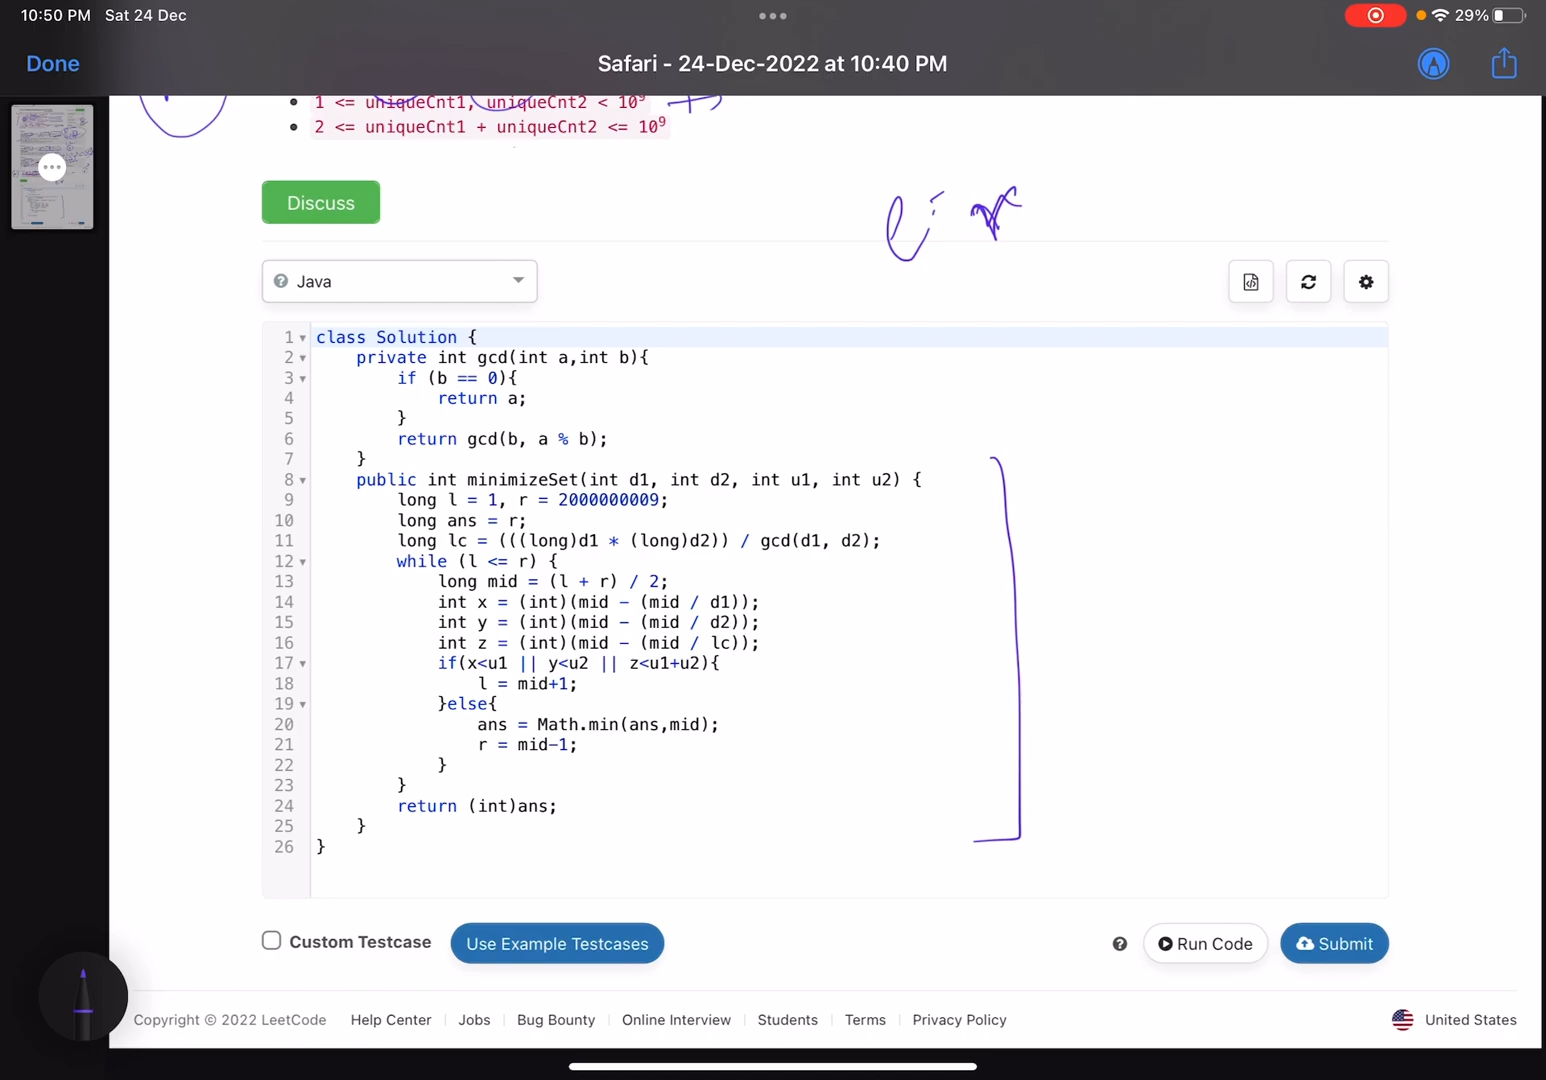 10:50 PM Sat 24 Dec
29%
Done
Safari - 24-Dec-2022 at 10:40 PM
1 <= uniqueCnt1, uniqueCnt2 < 10⁹
2 <= uniqueCnt1 + uniqueCnt2 <= 10⁹
Discuss
Java
1 class Solution {
2 private int gcd(int a,int b){
3 if (b == 0){
4 return a;
5 }
6 return gcd(b, a % b);
7 }
8 public int minimizeSet(int d1, int d2, int u1, int u2) {
9 long l = 1, r = 2000000009;
10 long ans = r;
11 long lc = (((long)d1 * (long)d2)) / gcd(d1, d2);
12 while (l <= r) {
13 long mid = (l + r) / 2;
14 int x = (int)(mid - (mid / d1));
15 int y = (int)(mid - (mid / d2));
16 int z = (int)(mid - (mid / lc));
17 if(x<u1 || y<u2 || z<u1+u2){
18 l = mid+1;
19 }else{
20 ans = Math.min(ans,mid);
21 r = mid-1;
22 }
23 }
24 return (int)ans;
25 }
26 }
Custom Testcase
Use Example Testcases
Run Code
Submit
Copyright © 2022 LeetCode Help Center Jobs Bug Bounty Online Interview Students Terms Privacy Policy
United States